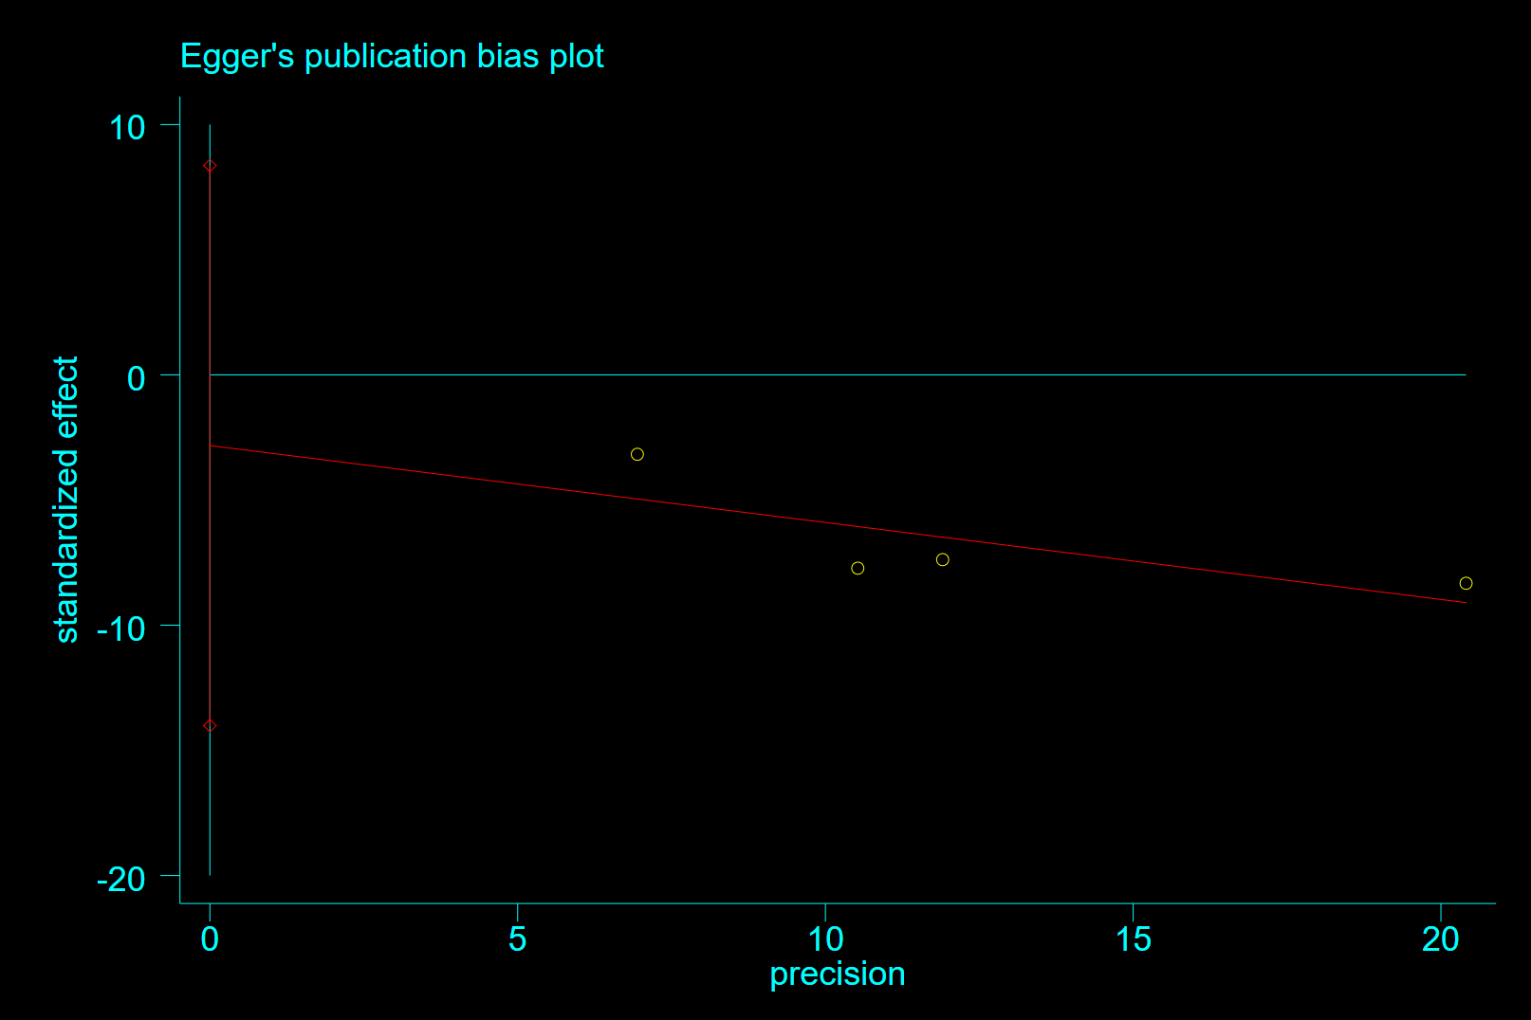 Egger's publication bias plot
10
0
-10
-20
standardized effect
0 5 10 15 20
precision